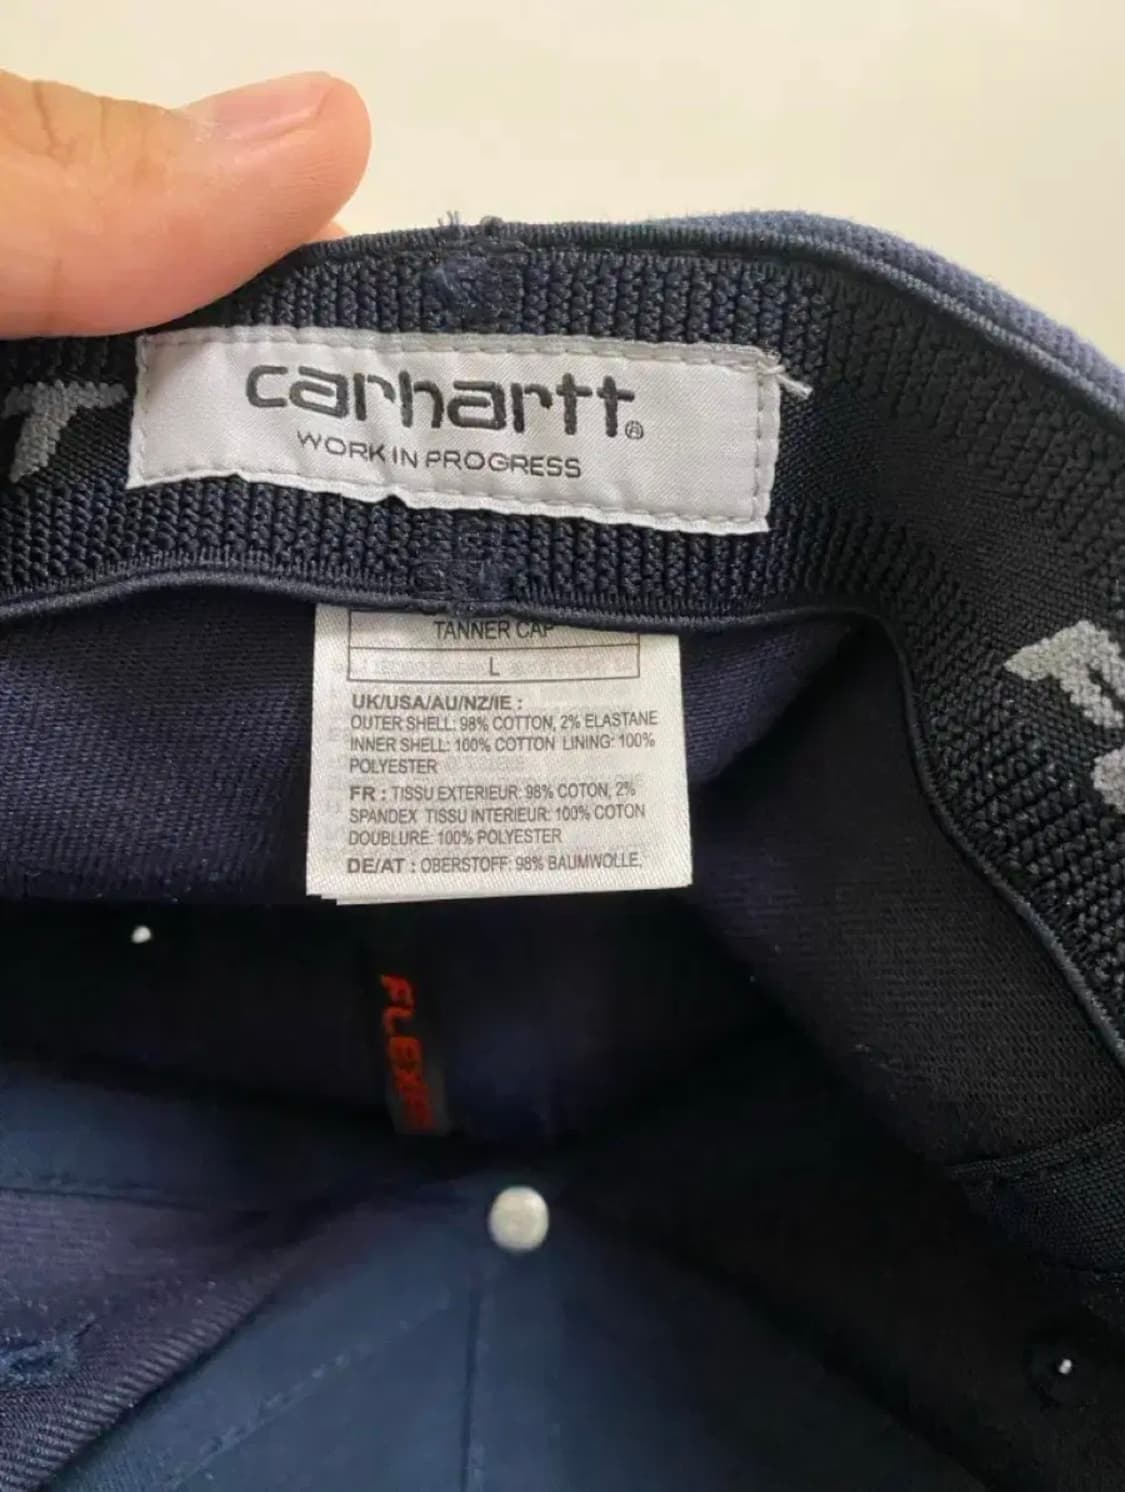 carhartt®
WORK IN PROGRESS
TANNER CAP
L
UK/USA/AU/NZ/IE :
OUTER SHELL: 98% COTTON, 2% ELASTANE
INNER SHELL: 100% COTTON LINING: 100%
POLYESTER
FR : TISSU EXTERIEUR: 98% COTON, 2%
SPANDEX TISSU INTERIEUR: 100% COTON
DOUBLURE: 100% POLYESTER
DE/AT : OBERSTOFF: 98% BAUMWOLLE,
FLEXF